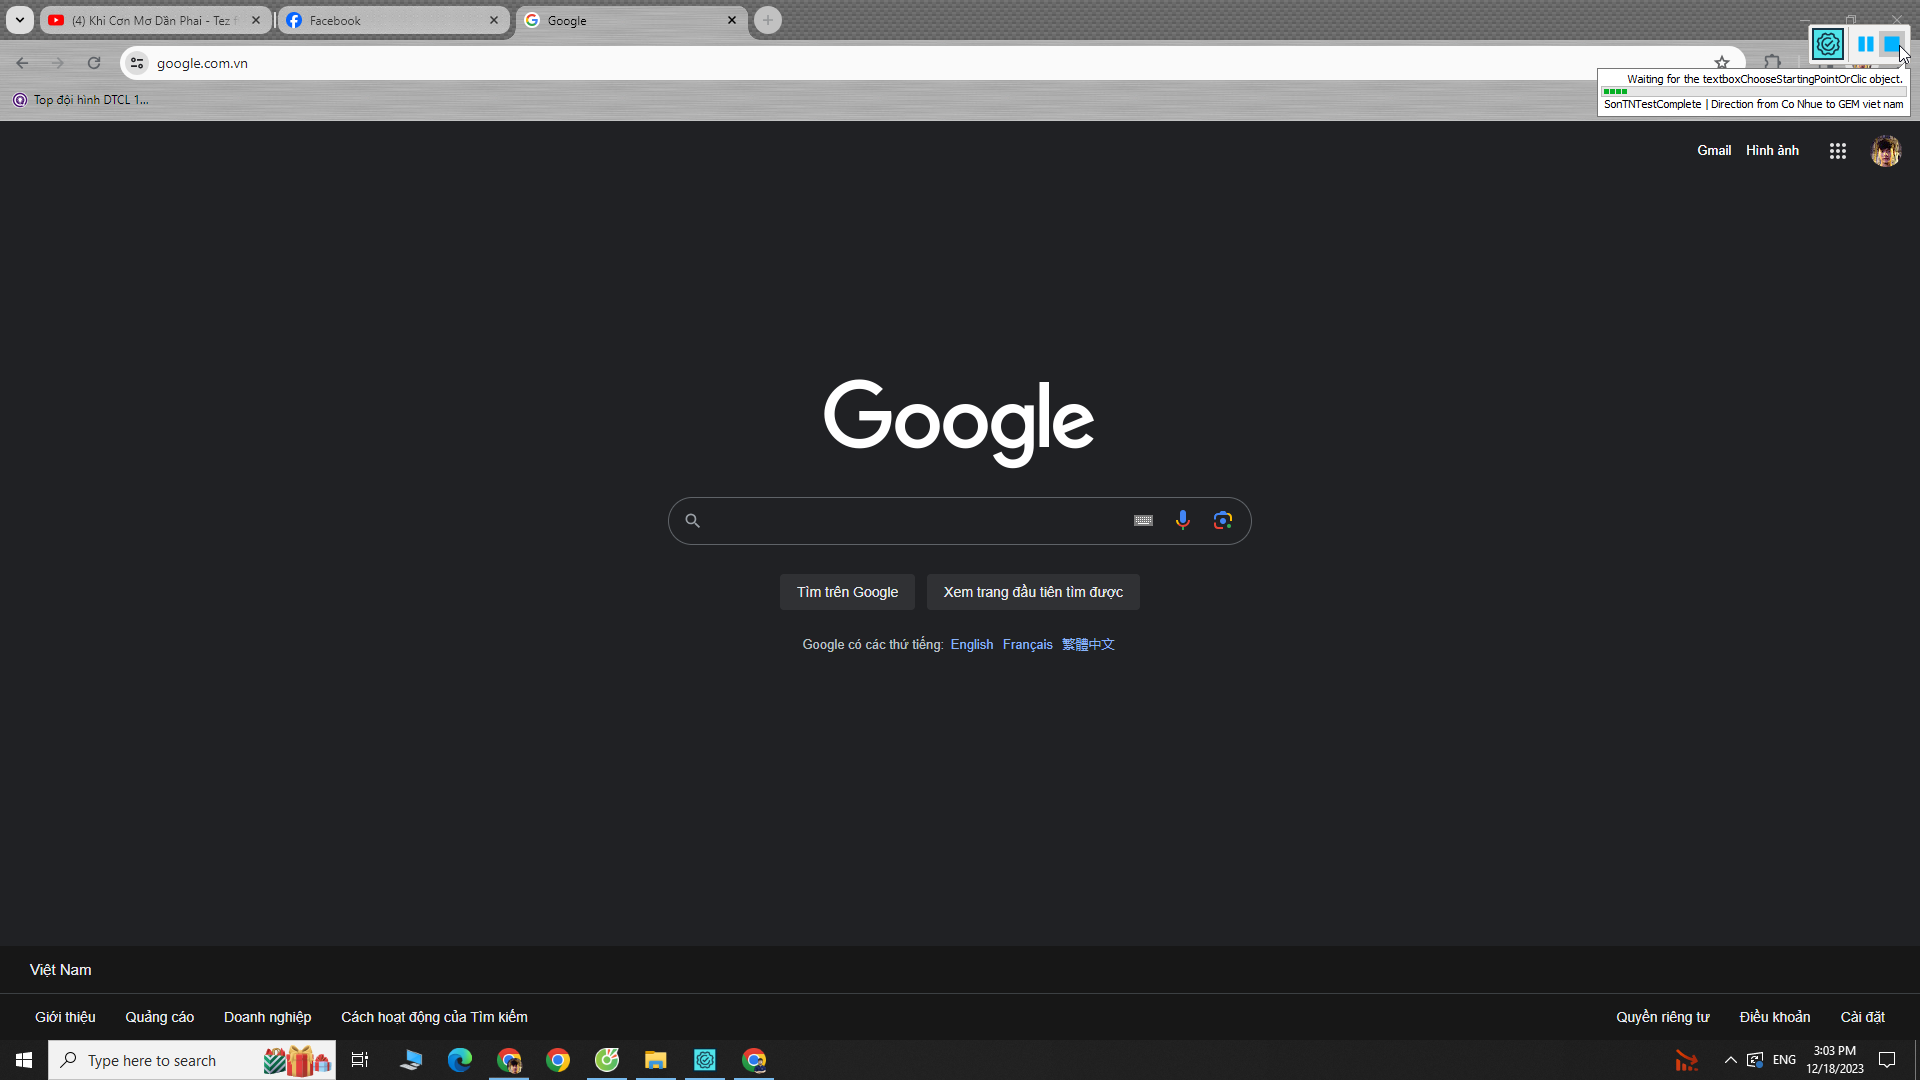 (4) Khi Cơn Mơ Dần Phai - Tez f
Facebook
Google
google.com.vn
Waiting for the textboxChooseStartingPointOrClic object.
SonTNTestComplete | Direction from Co Nhue to GEM viet nam
Top đội hình DTCL 1...
Gmail
Hình ảnh
Google
Tìm trên Google
Xem trang đầu tiên tìm được
Google có các thứ tiếng: English Français 繁體中文
Việt Nam
Giới thiệu
Quảng cáo
Doanh nghiệp
Cách hoạt động của Tìm kiếm
Quyền riêng tư
Điều khoản
Cài đặt
Type here to search
ENG
3:03 PM
12/18/2023